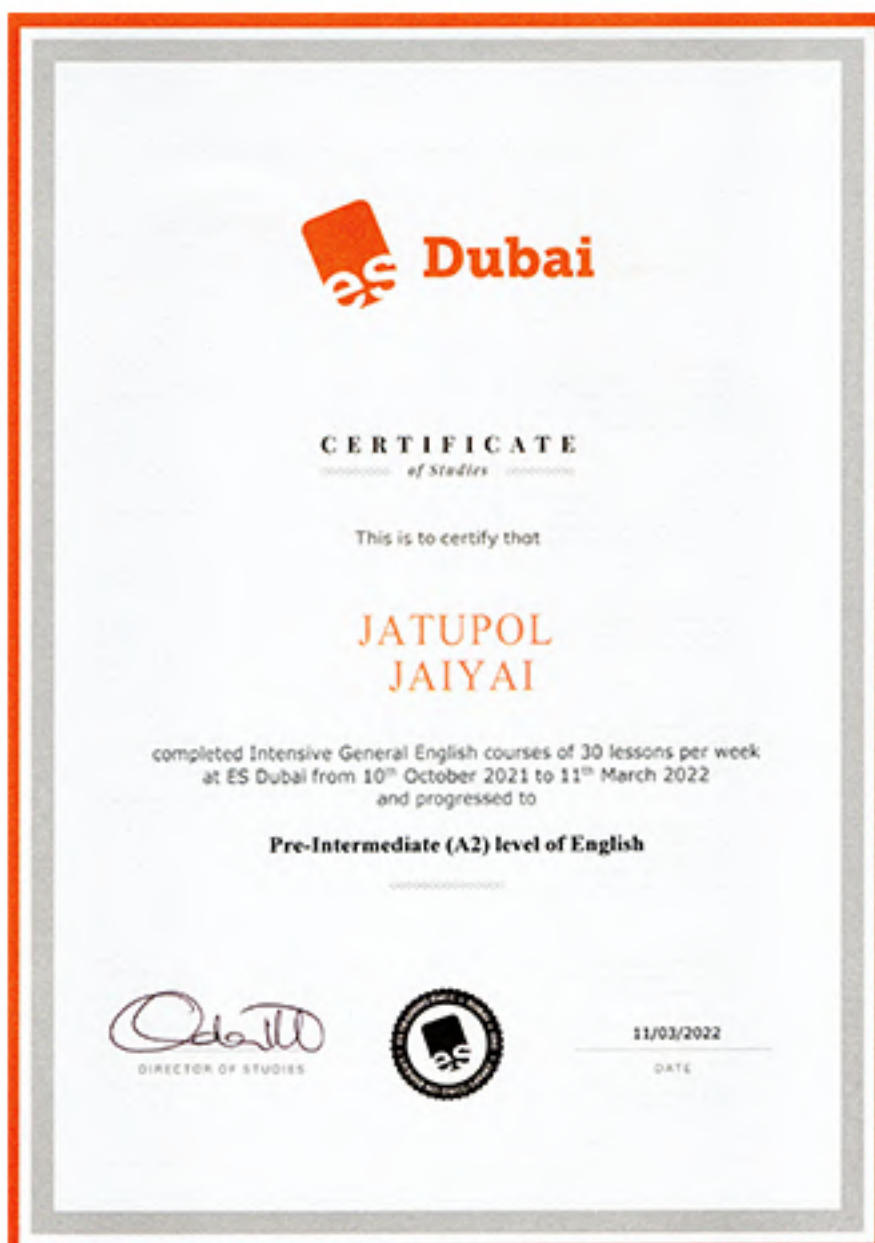 es Dubai
CERTIFICATE
of Studies
This is to certify that
JATUPOL
JAIYAI
completed Intensive General English courses of 30 lessons per week
at ES Dubai from 10th October 2021 to 11th March 2022
and progressed to
Pre-Intermediate (A2) level of English
11/03/2022
DIRECTOR OF STUDIES
es
DATE